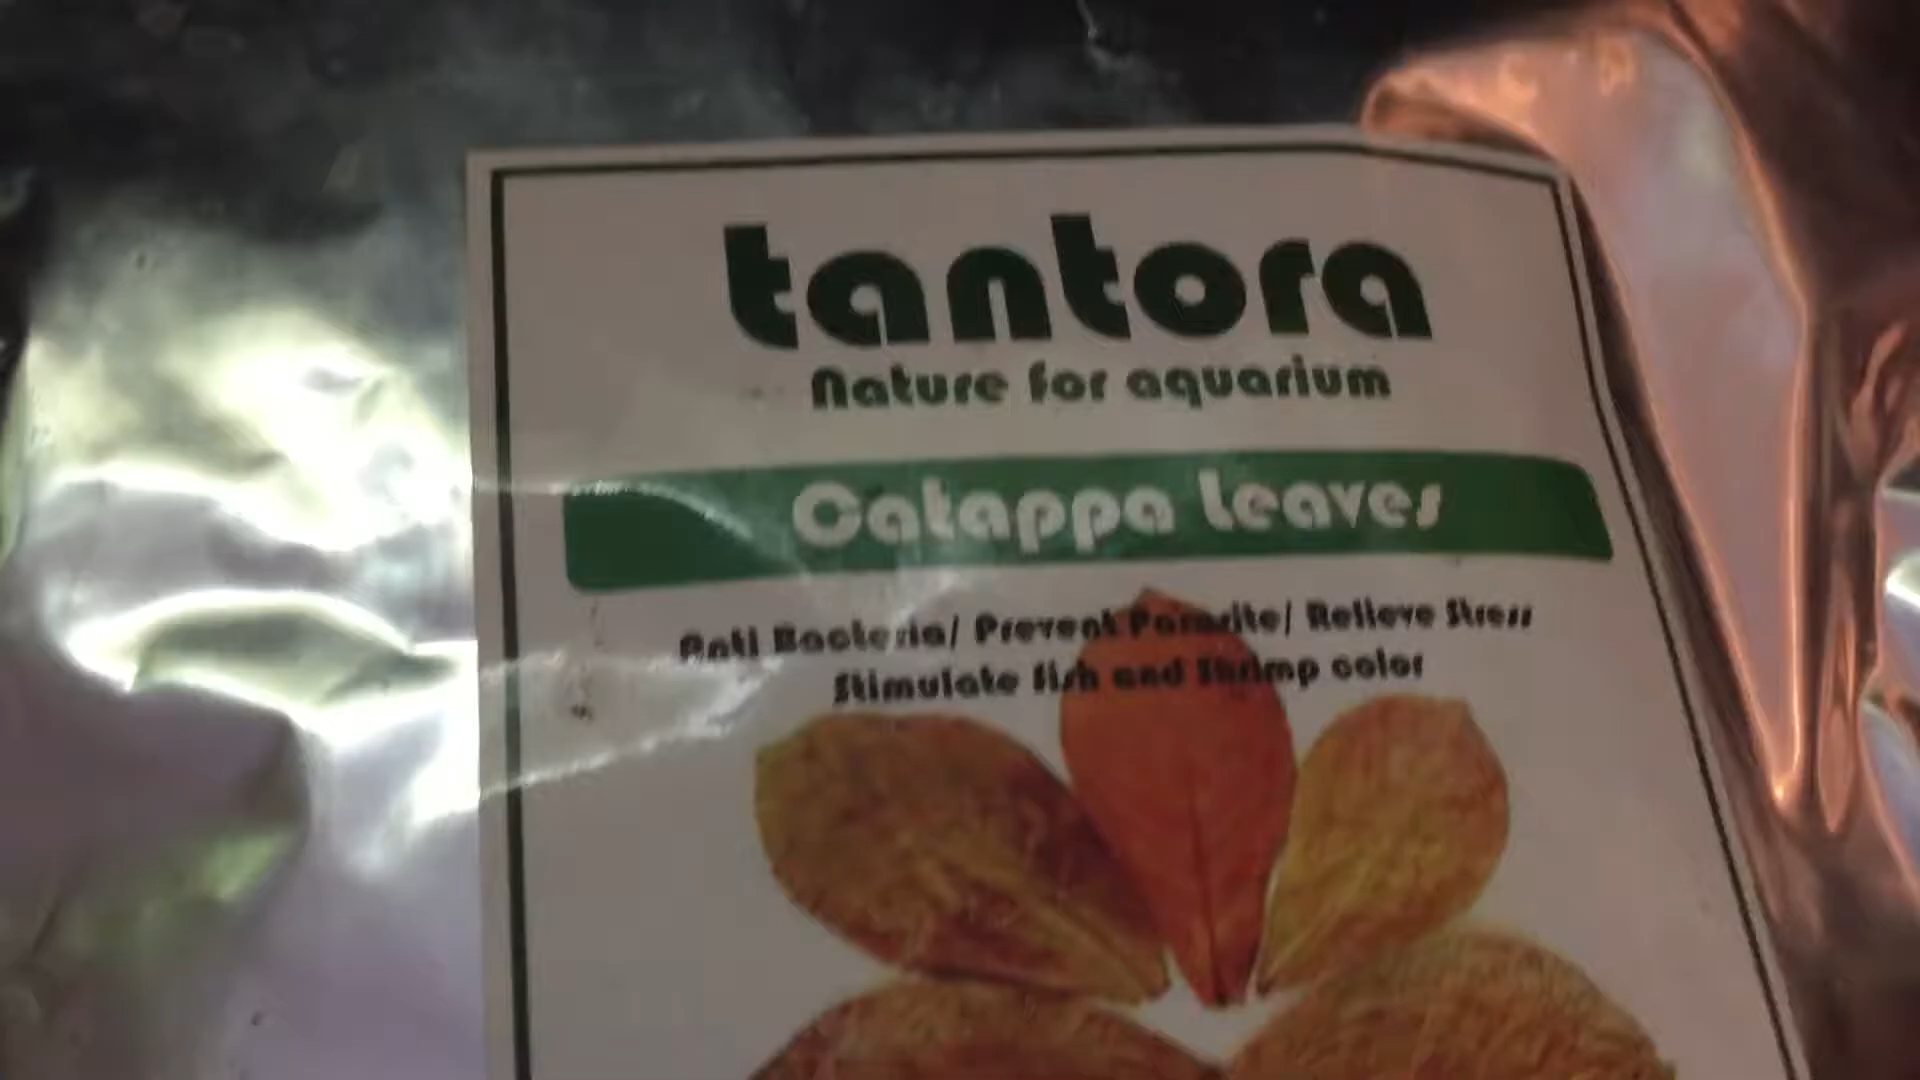 tantora
Nature for aquarium
Catappa Leaves
Anti Bacteria/ Prevent Parasite/ Relieve Stress
Stimulate fish and Shrimp color